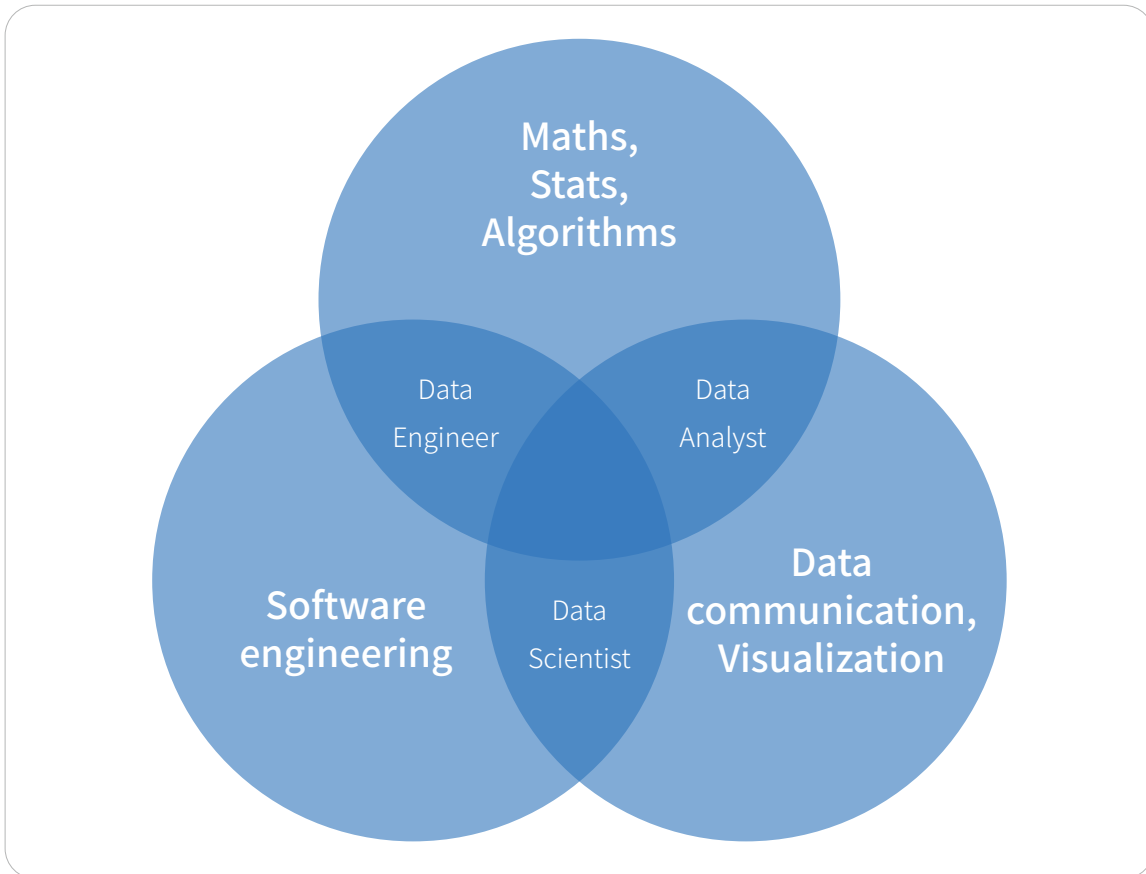 Maths,
Stats,
Algorithms
Data
Engineer
Data
Analyst
Software
engineering
Data
Scientist
Data
communication,
Visualization